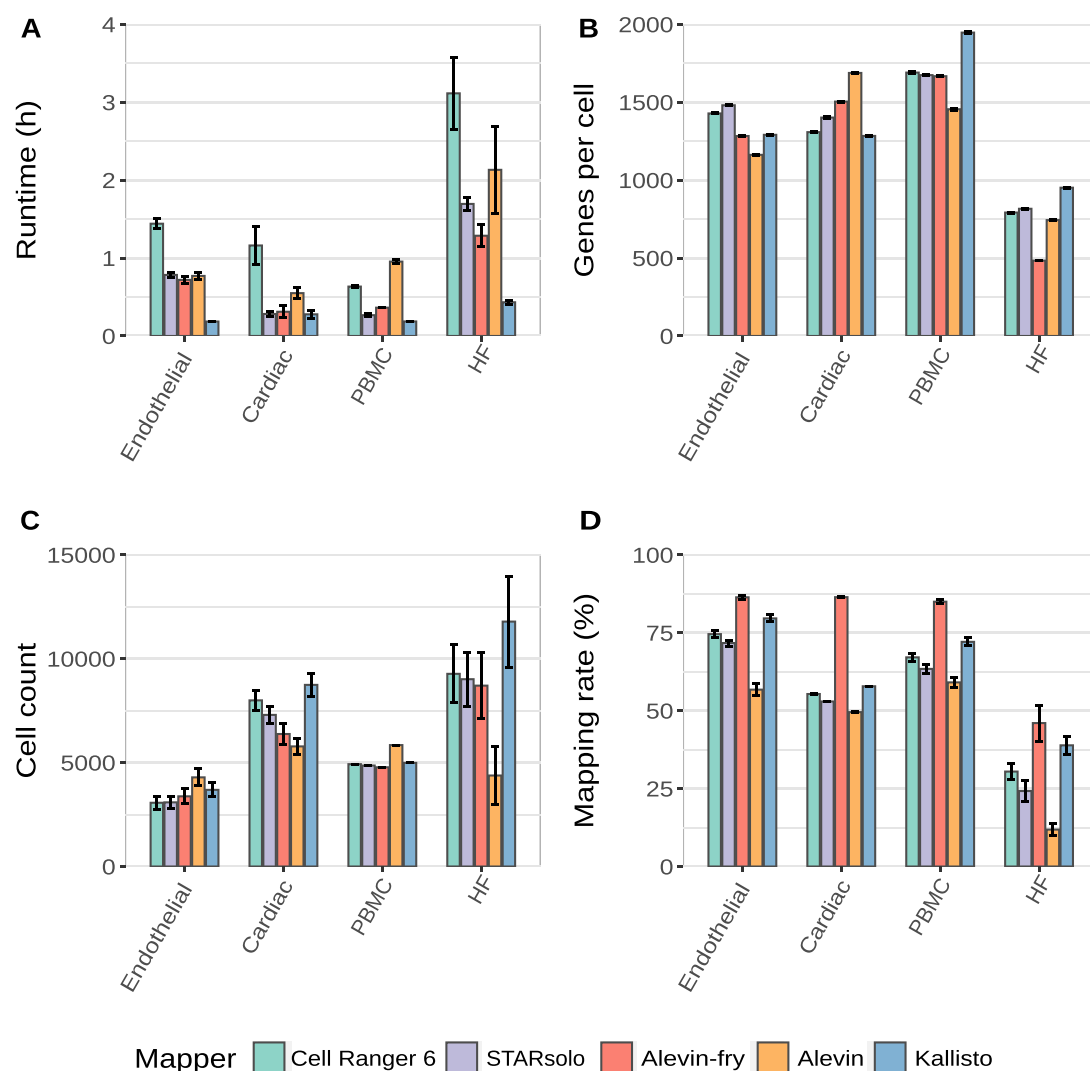 A
Runtime (h)
4
3
2
1
0
Endothelial
Cardiac
PBMC
HF
B
Genes per cell
2000
1500
1000
500
0
Endothelial
Cardiac
PBMC
HF
C
Cell count
15000
10000
5000
0
Endothelial
Cardiac
PBMC
HF
D
Mapping rate (%)
100
75
50
25
0
Endothelial
Cardiac
PBMC
HF
Mapper Cell Ranger 6 STARsolo Alevin-fry Alevin Kallisto